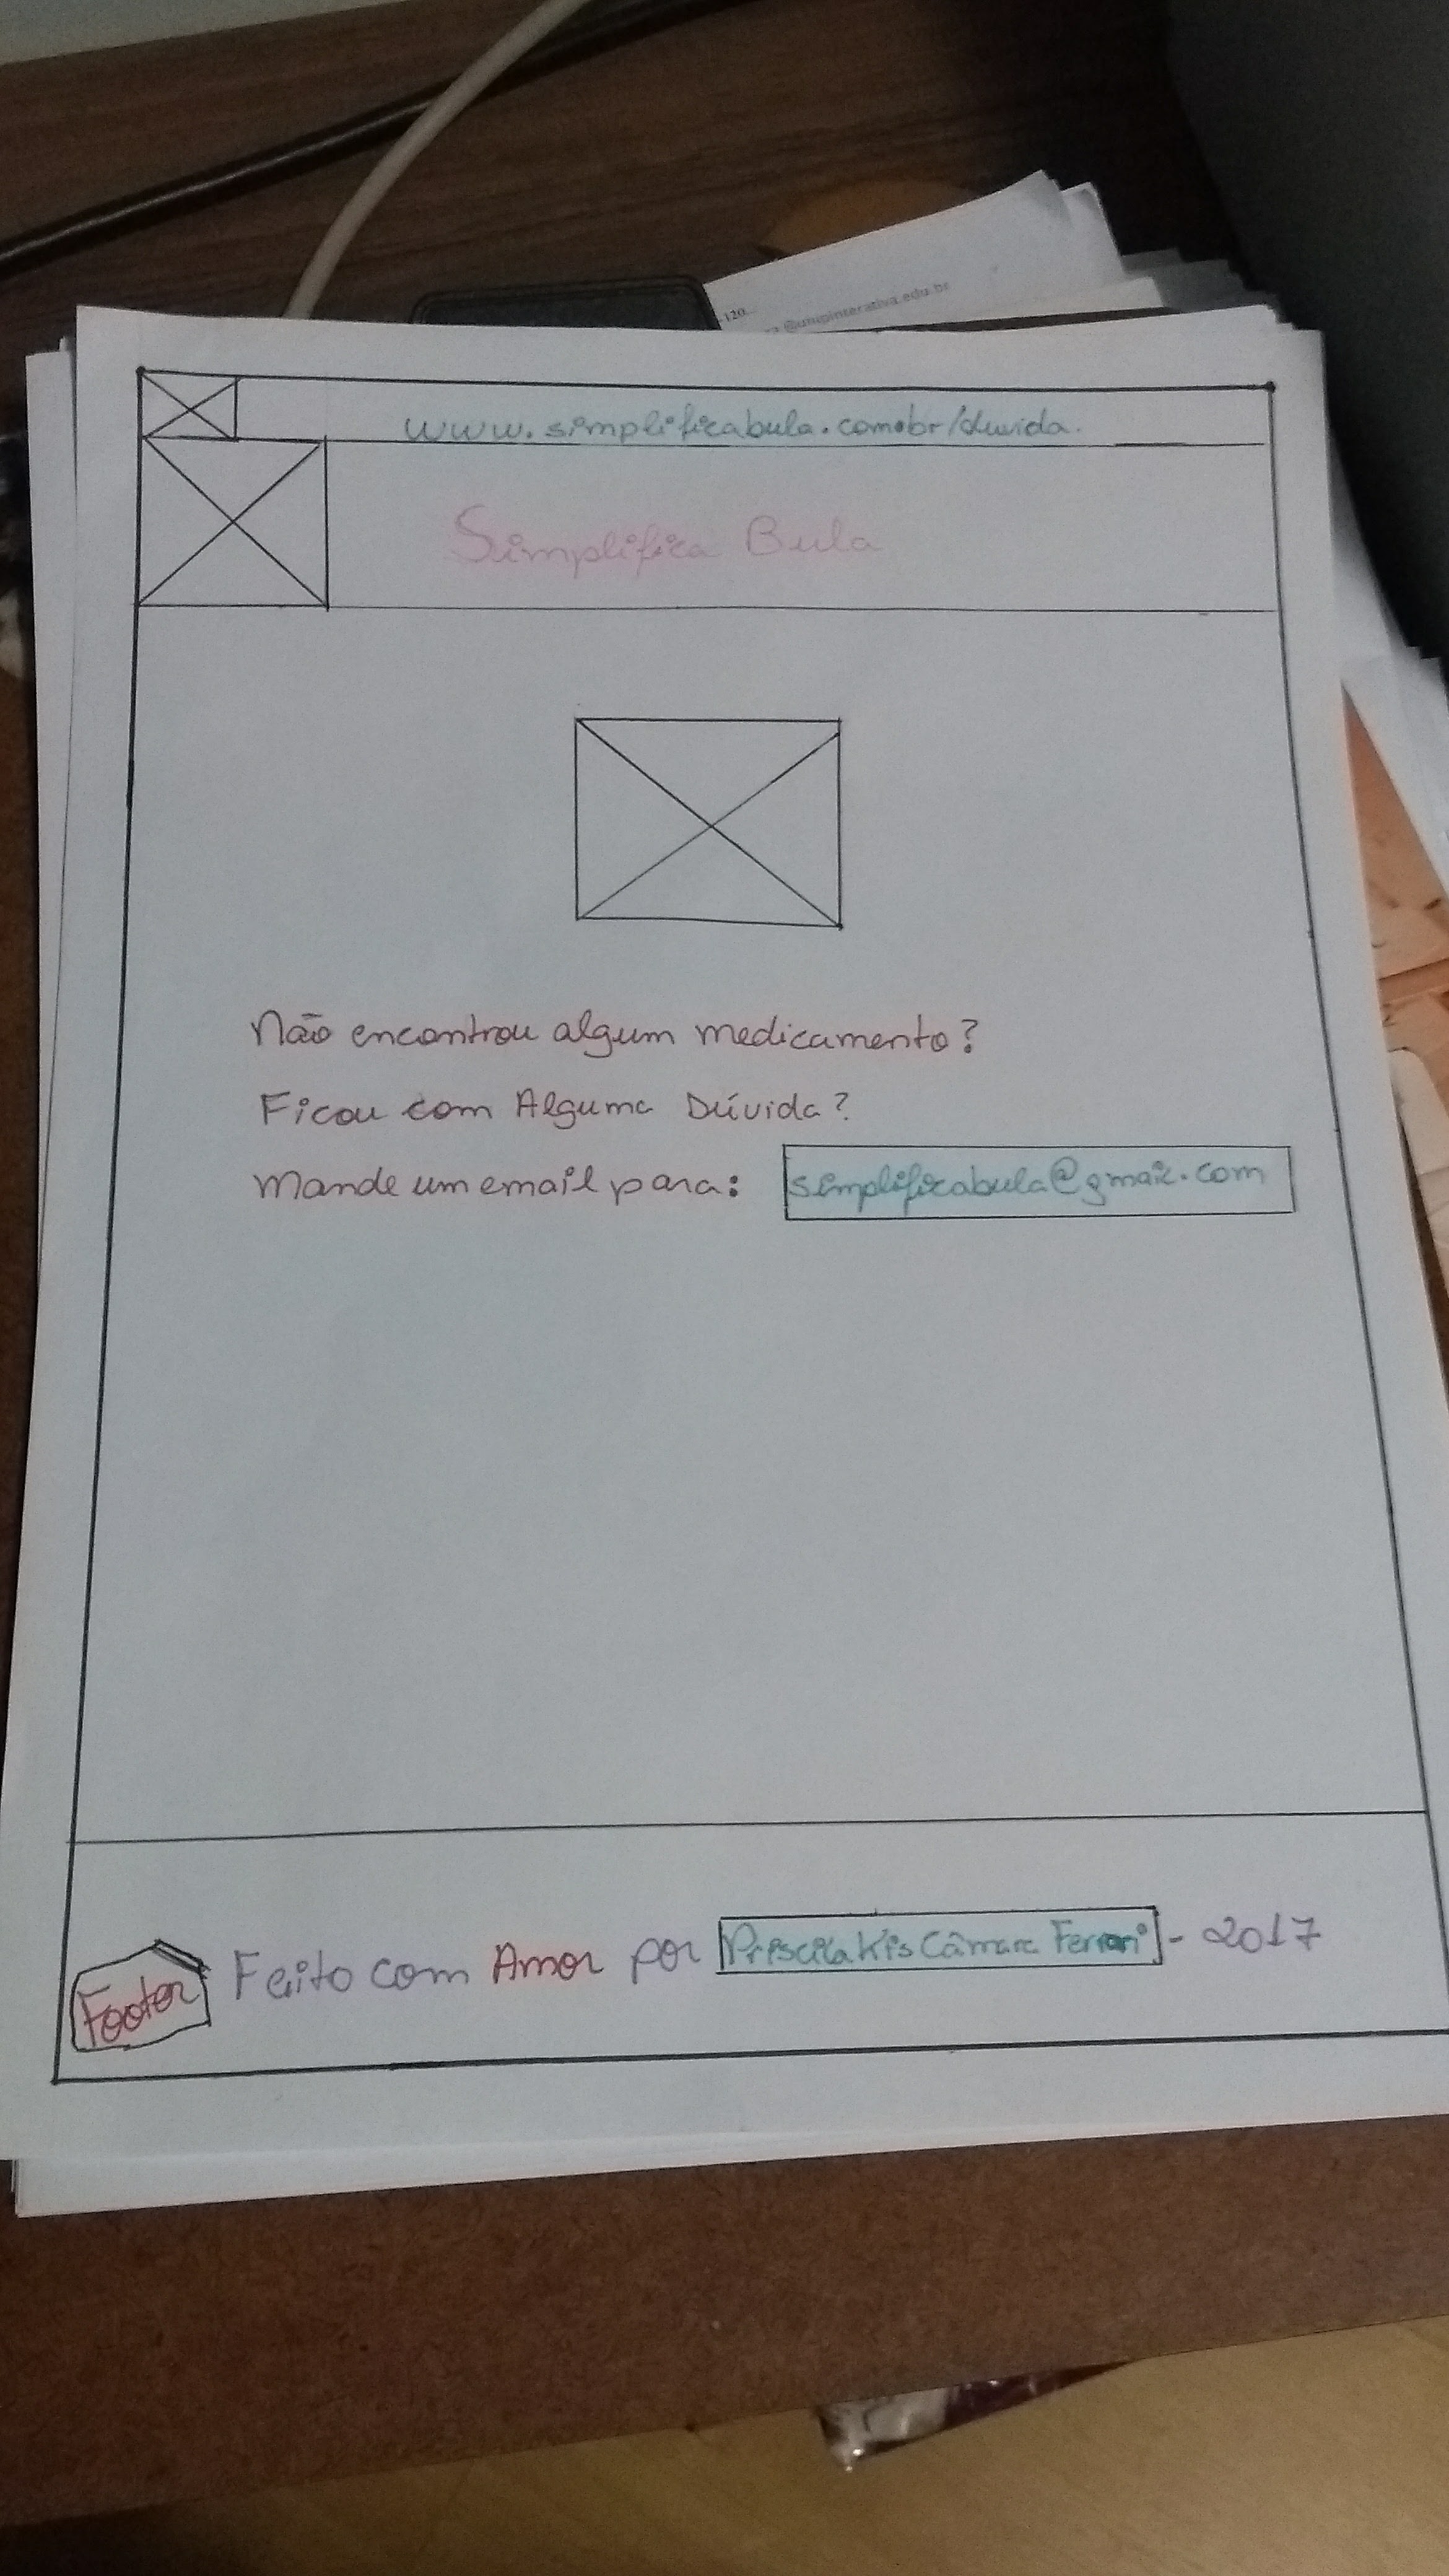 -120...
@unipinterativa.edu.br
www.simplificabula.com.br/duvida.
Simplifica Bula
Não encontrou algum medicamento?
Ficou com Alguma Dúvida?
Mande um email para: simplificabula@gmail.com
Footer Feito com Amor por Priscila Kis Câmara Ferrari - 2017